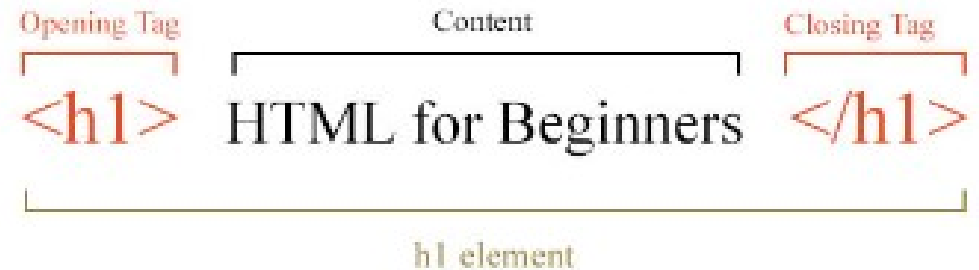 Opening Tag Content Closing Tag
<h1> HTML for Beginners </h1>
h1 element